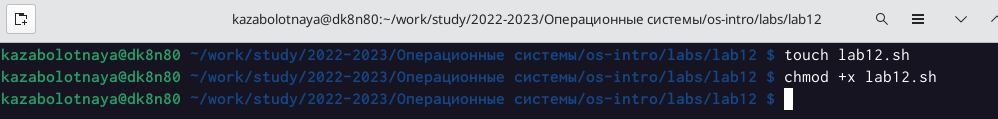 kazabolotnaya@dk8n80:~/work/study/2022-2023/Операционные системы/os-intro/labs/lab12
kazabolotnaya@dk8n80 ~/work/study/2022-2023/Операционные системы/os-intro/labs/lab12 $ touch lab12.sh
kazabolotnaya@dk8n80 ~/work/study/2022-2023/Операционные системы/os-intro/labs/lab12 $ chmod +x lab12.sh
kazabolotnaya@dk8n80 ~/work/study/2022-2023/Операционные системы/os-intro/labs/lab12 $